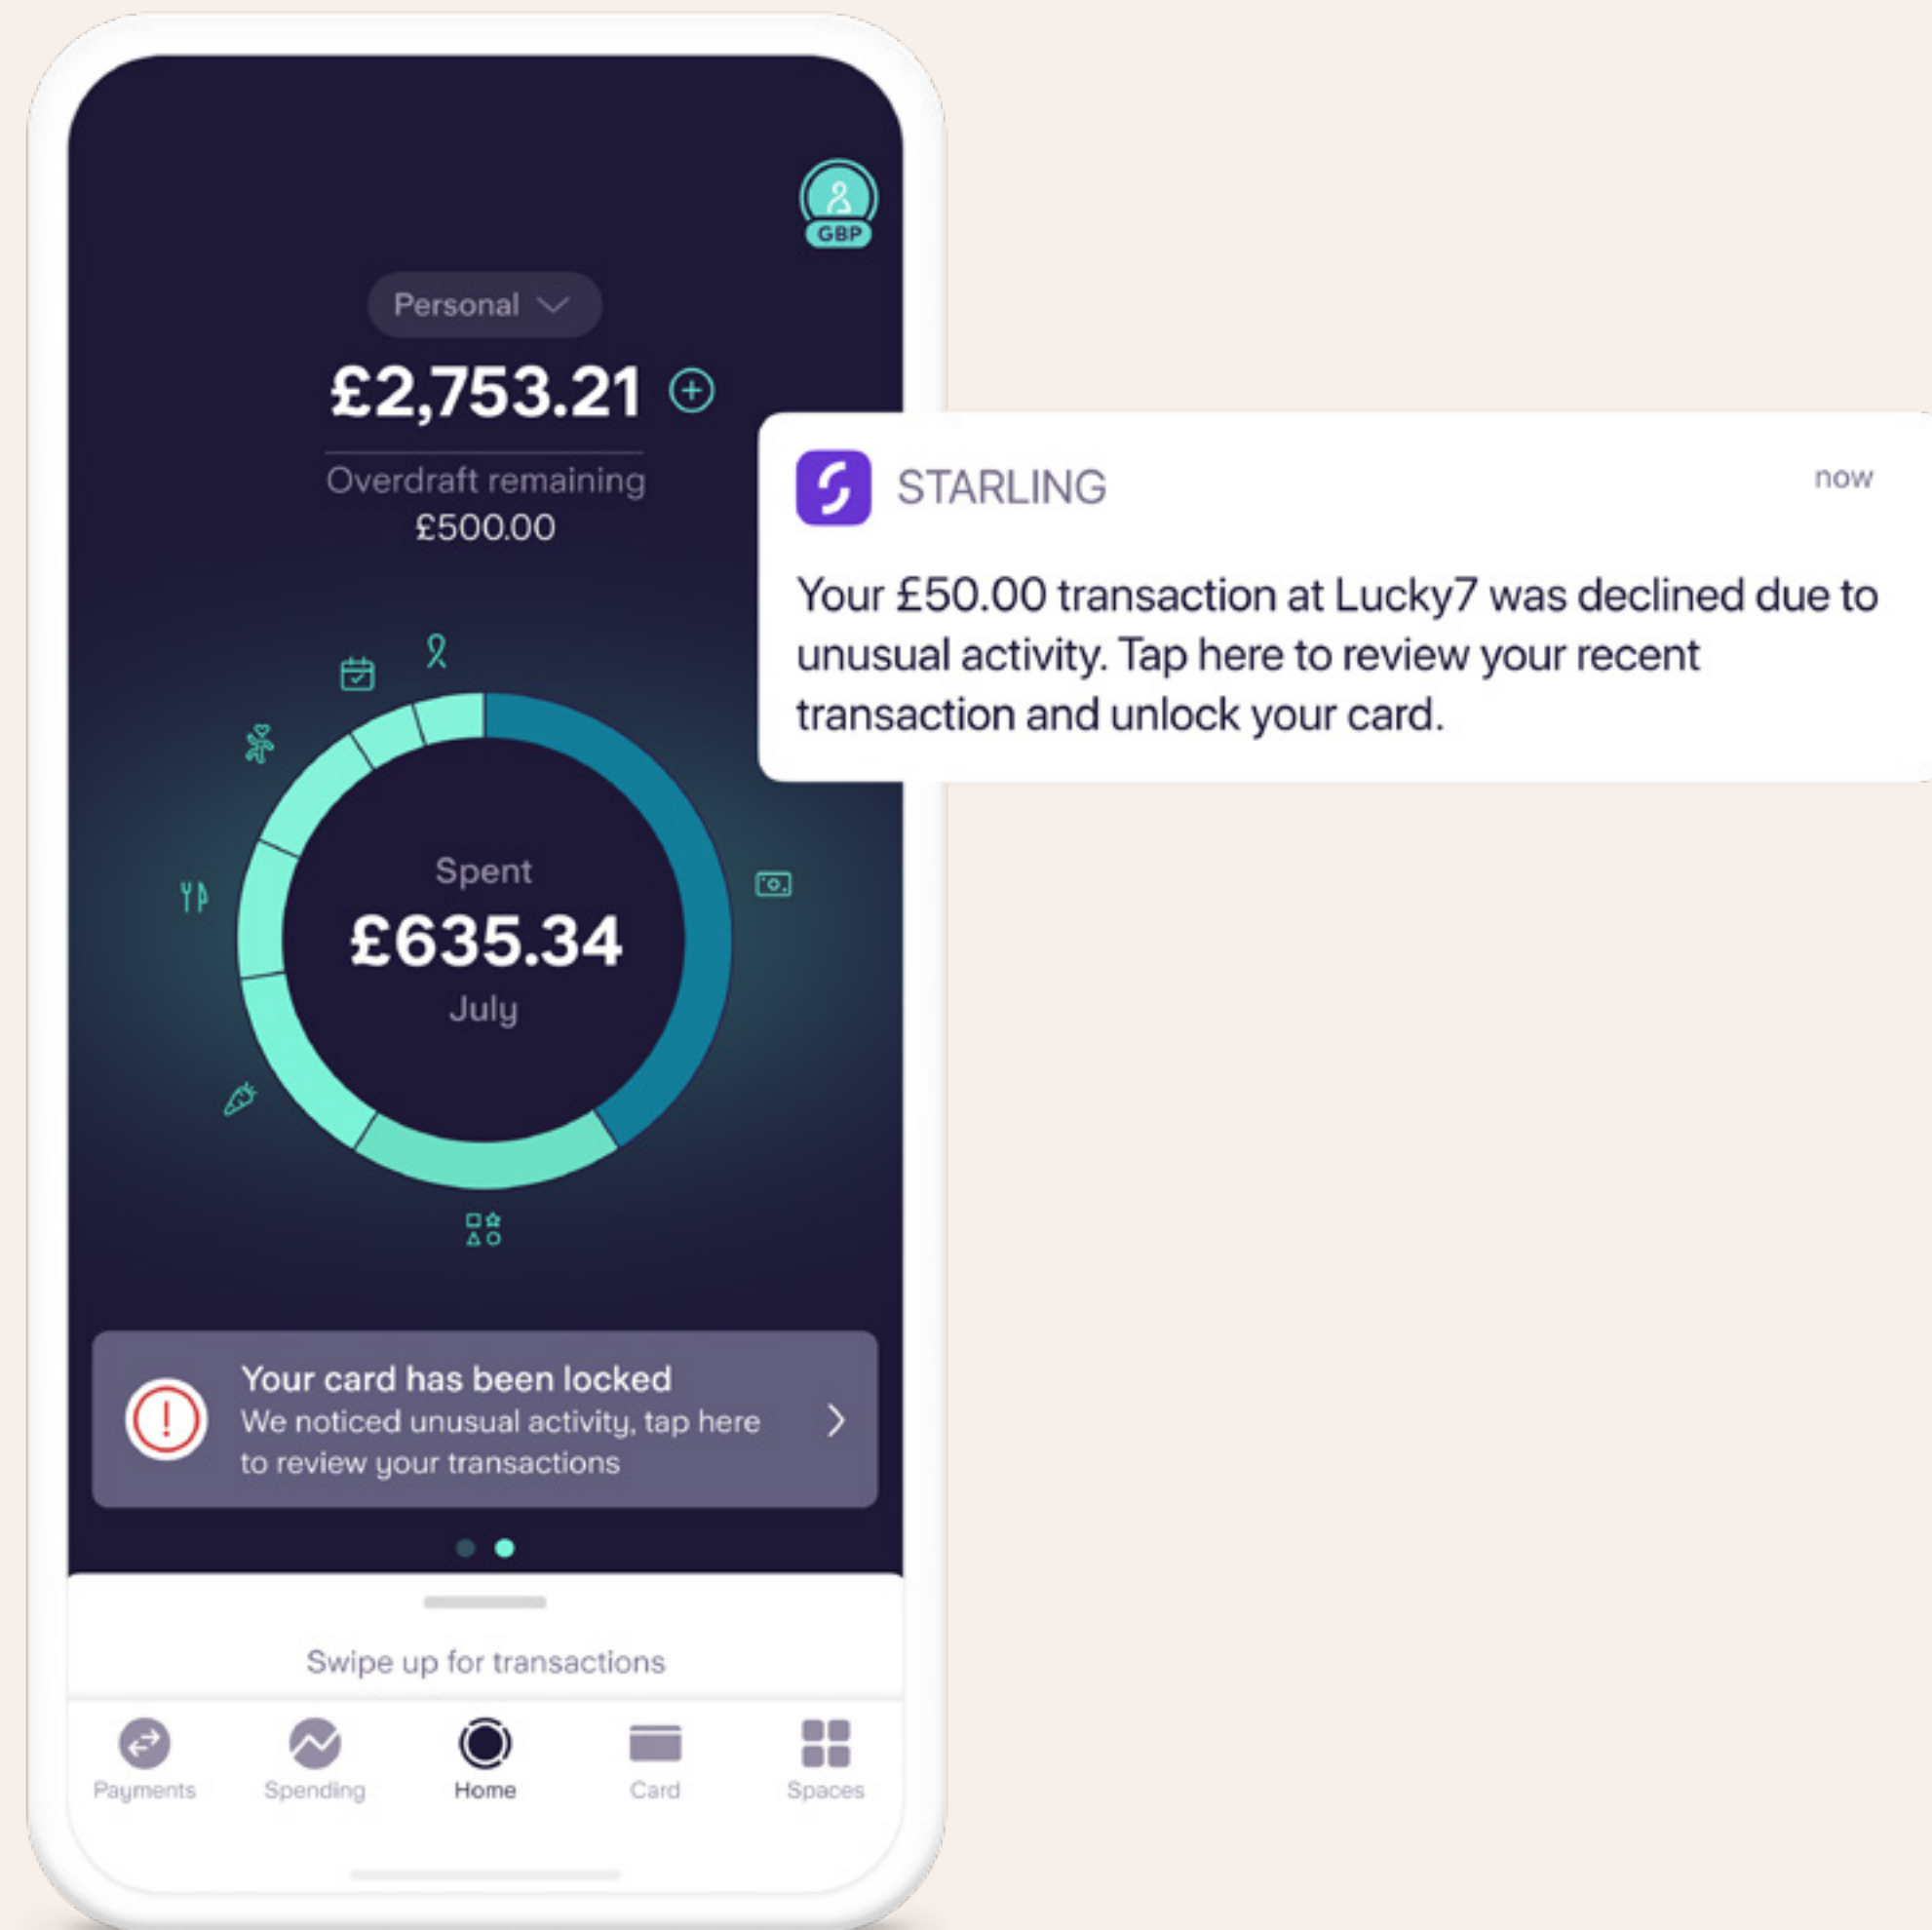 GBP
Personal
£2,753.21
Overdraft remaining
£500.00
STARLING
now
Your £50.00 transaction at Lucky7 was declined due to
unusual activity. Tap here to review your recent
transaction and unlock your card.
Spent
£635.34
July
Your card has been locked
We noticed unusual activity, tap here
to review your transactions
Swipe up for transactions
Payments
Spending
Home
Card
Spaces